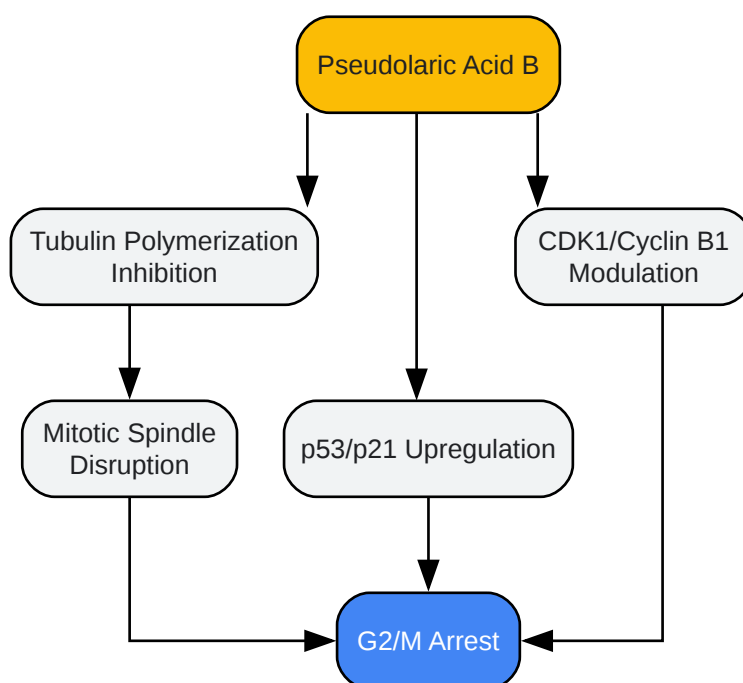 Pseudolaric Acid B
Tubulin Polymerization
Inhibition
CDK1/Cyclin B1
Modulation
Mitotic Spindle
Disruption
p53/p21 Upregulation
G2/M Arrest